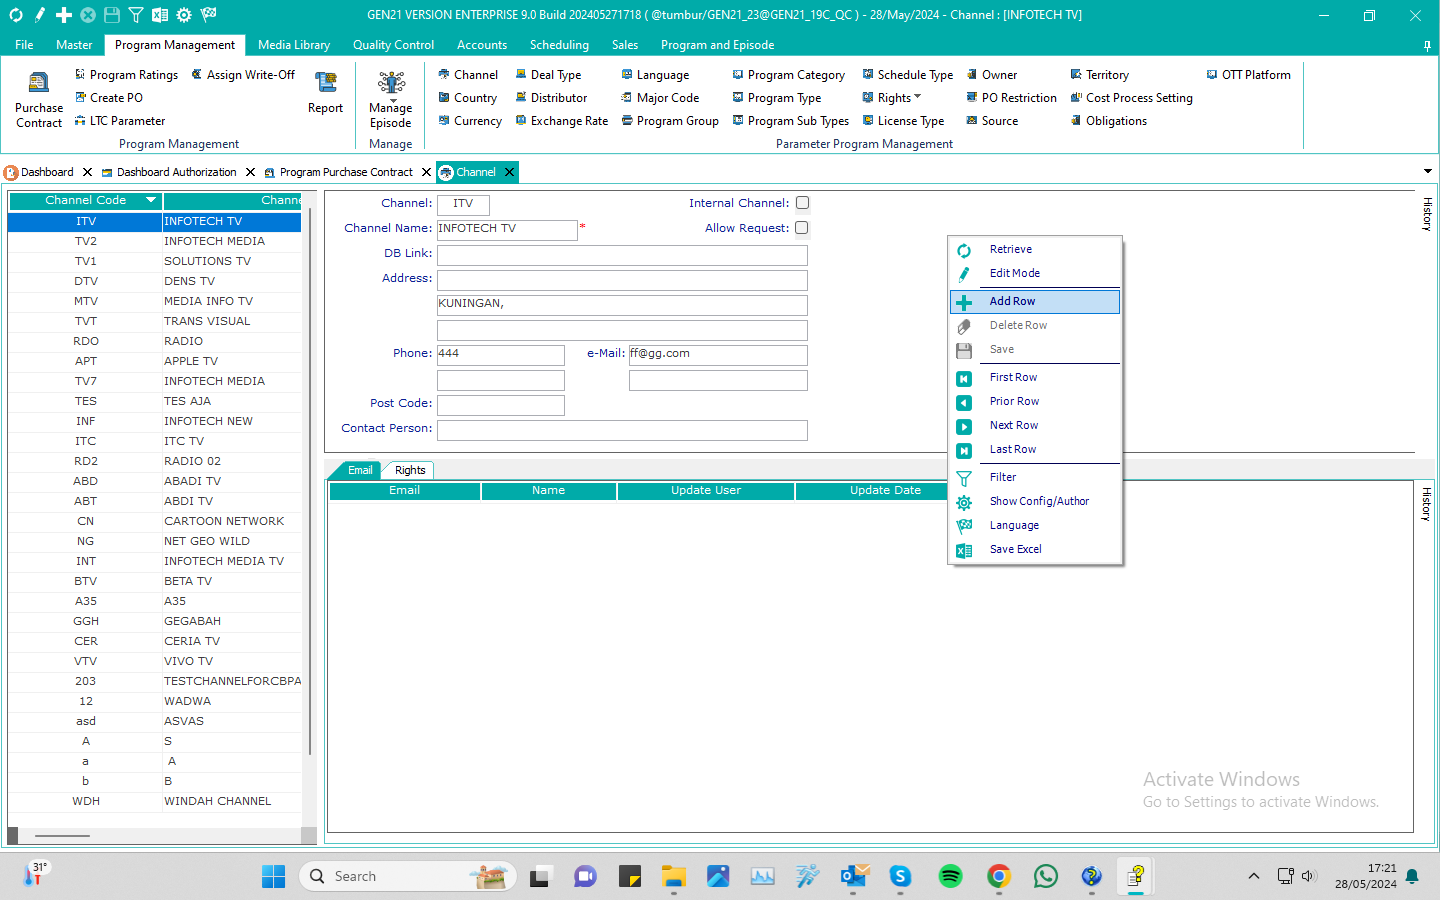 GEN21 VERSION ENTERPRISE 9.0 Build 202405271718 ( @tumbur/GEN21_23@GEN21_19C_QC ) - 28/May/2024 - Channel : [INFOTECH TV]
File Master Program Management Media Library Quality Control Accounts Scheduling Sales Program and Episode
Purchase Contract
Program Ratings
Create PO
LTC Parameter
Assign Write-Off
Report
Program Management
Manage Episode
Manage
Channel
Country
Currency
Deal Type
Distributor
Exchange Rate
Language
Major Code
Program Group
Program Category
Program Type
Program Sub Types
Schedule Type
Rights
License Type
Owner
PO Restriction
Source
Territory
Cost Process Setting
Obligations
OTT Platform
Parameter Program Management
Dashboard Dashboard Authorization Program Purchase Contract Channel
Channel Code Channe
ITV INFOTECH TV
TV2 INFOTECH MEDIA
TV1 SOLUTIONS TV
DTV DENS TV
MTV MEDIA INFO TV
TVT TRANS VISUAL
RDO RADIO
APT APPLE TV
TV7 INFOTECH MEDIA
TES TES AJA
INF INFOTECH NEW
ITC ITC TV
RD2 RADIO 02
ABD ABADI TV
ABT ABDI TV
CN CARTOON NETWORK
NG NET GEO WILD
INT INFOTECH MEDIA TV
BTV BETA TV
A35 A35
GGH GEGABAH
CER CERIA TV
VTV VIVO TV
203 TESTCHANNELFORCBPA
12 WADWA
asd ASVAS
A S
a A
b B
WDH WINDAH CHANNEL
Channel: ITV Internal Channel:
Channel Name: INFOTECH TV * Allow Request:
DB Link:
Address:
KUNINGAN,
Phone: 444 e-Mail: ff@gg.com
Post Code:
Contact Person:
History
Email Rights
Email Name Update User Update Date
History
Retrieve
Edit Mode
Add Row
Delete Row
Save
First Row
Prior Row
Next Row
Last Row
Filter
Show Config/Author
Language
Save Excel
Activate Windows
Go to Settings to activate Windows.
31°
Search
17:21
28/05/2024